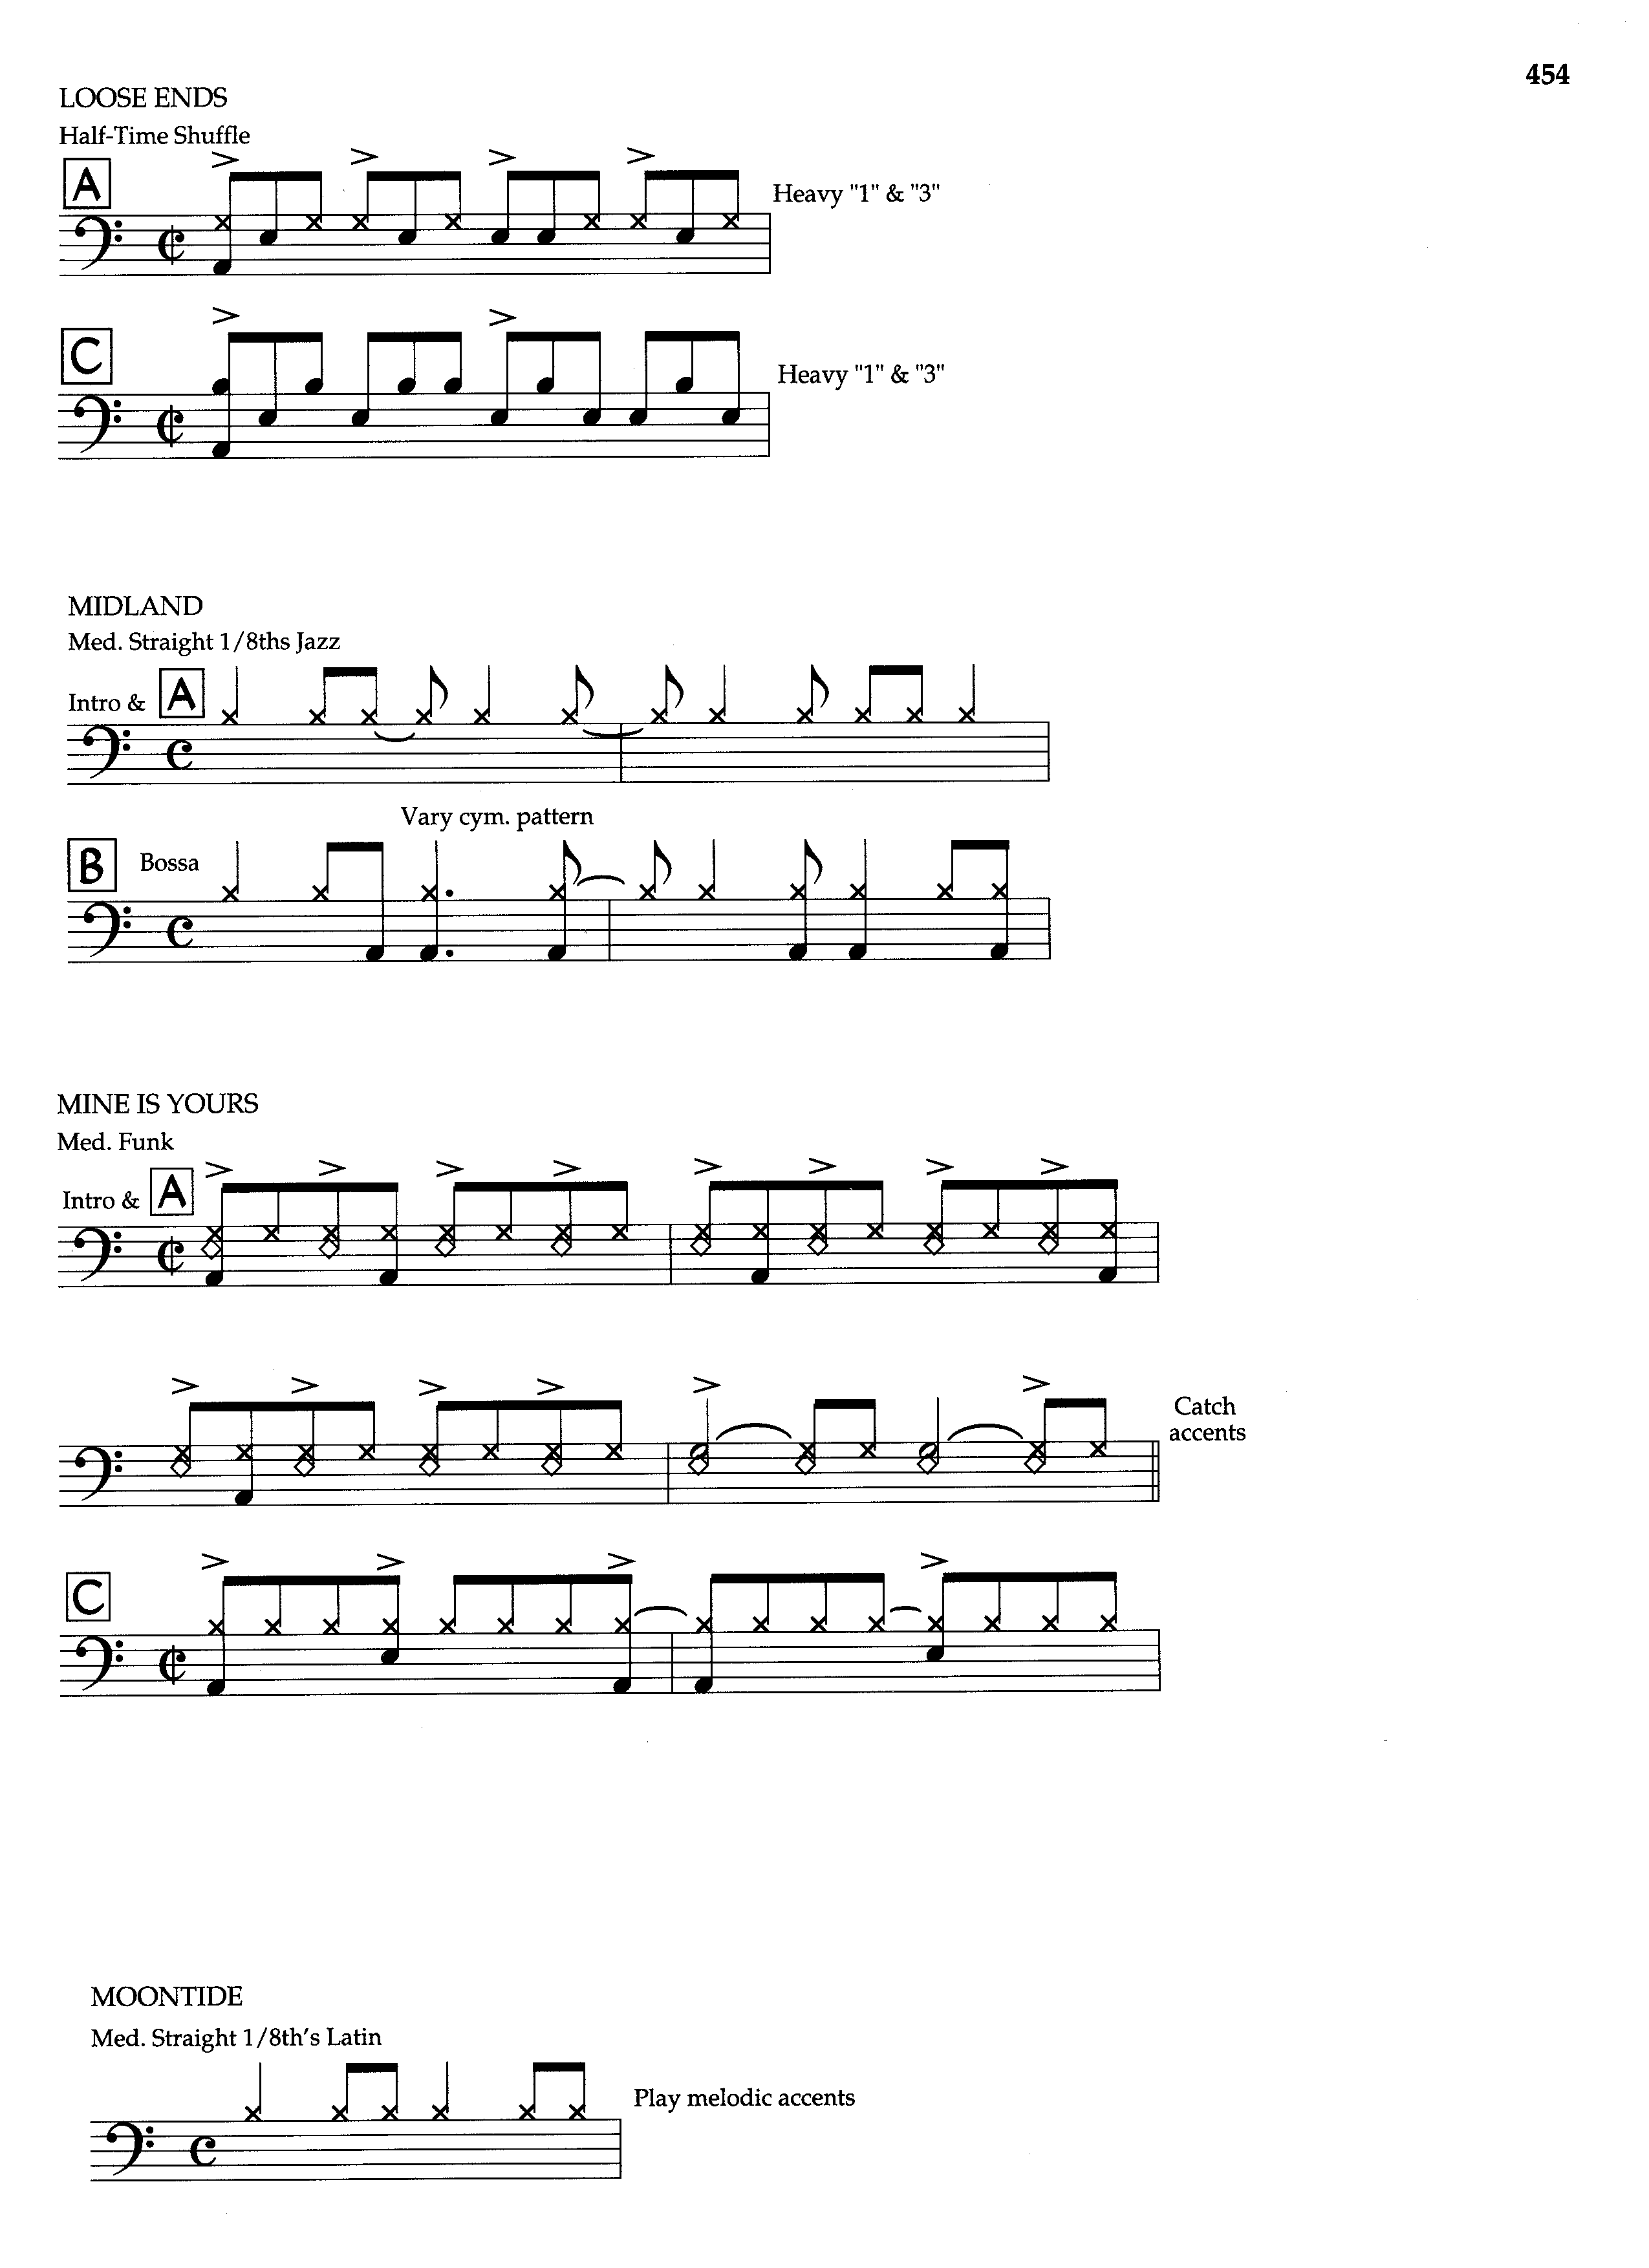 454
LOOSE ENDS
Half-Time Shuffle
A
Heavy "1" & "3"
C
Heavy "1" & "3"
MIDLAND
Med. Straight 1/8ths Jazz
Intro & A
Vary cym. pattern
B Bossa
MINE IS YOURS
Med. Funk
Intro & A
Catch
accents
C
MOONTIDE
Med. Straight 1/8th's Latin
Play melodic accents